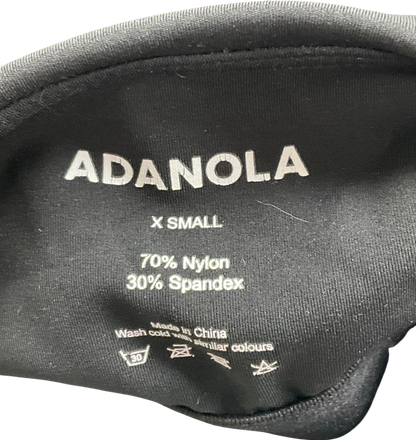 ADANOLA
X SMALL
70% Nylon
30% Spandex
Made in China
Wash cold with similar colours
30